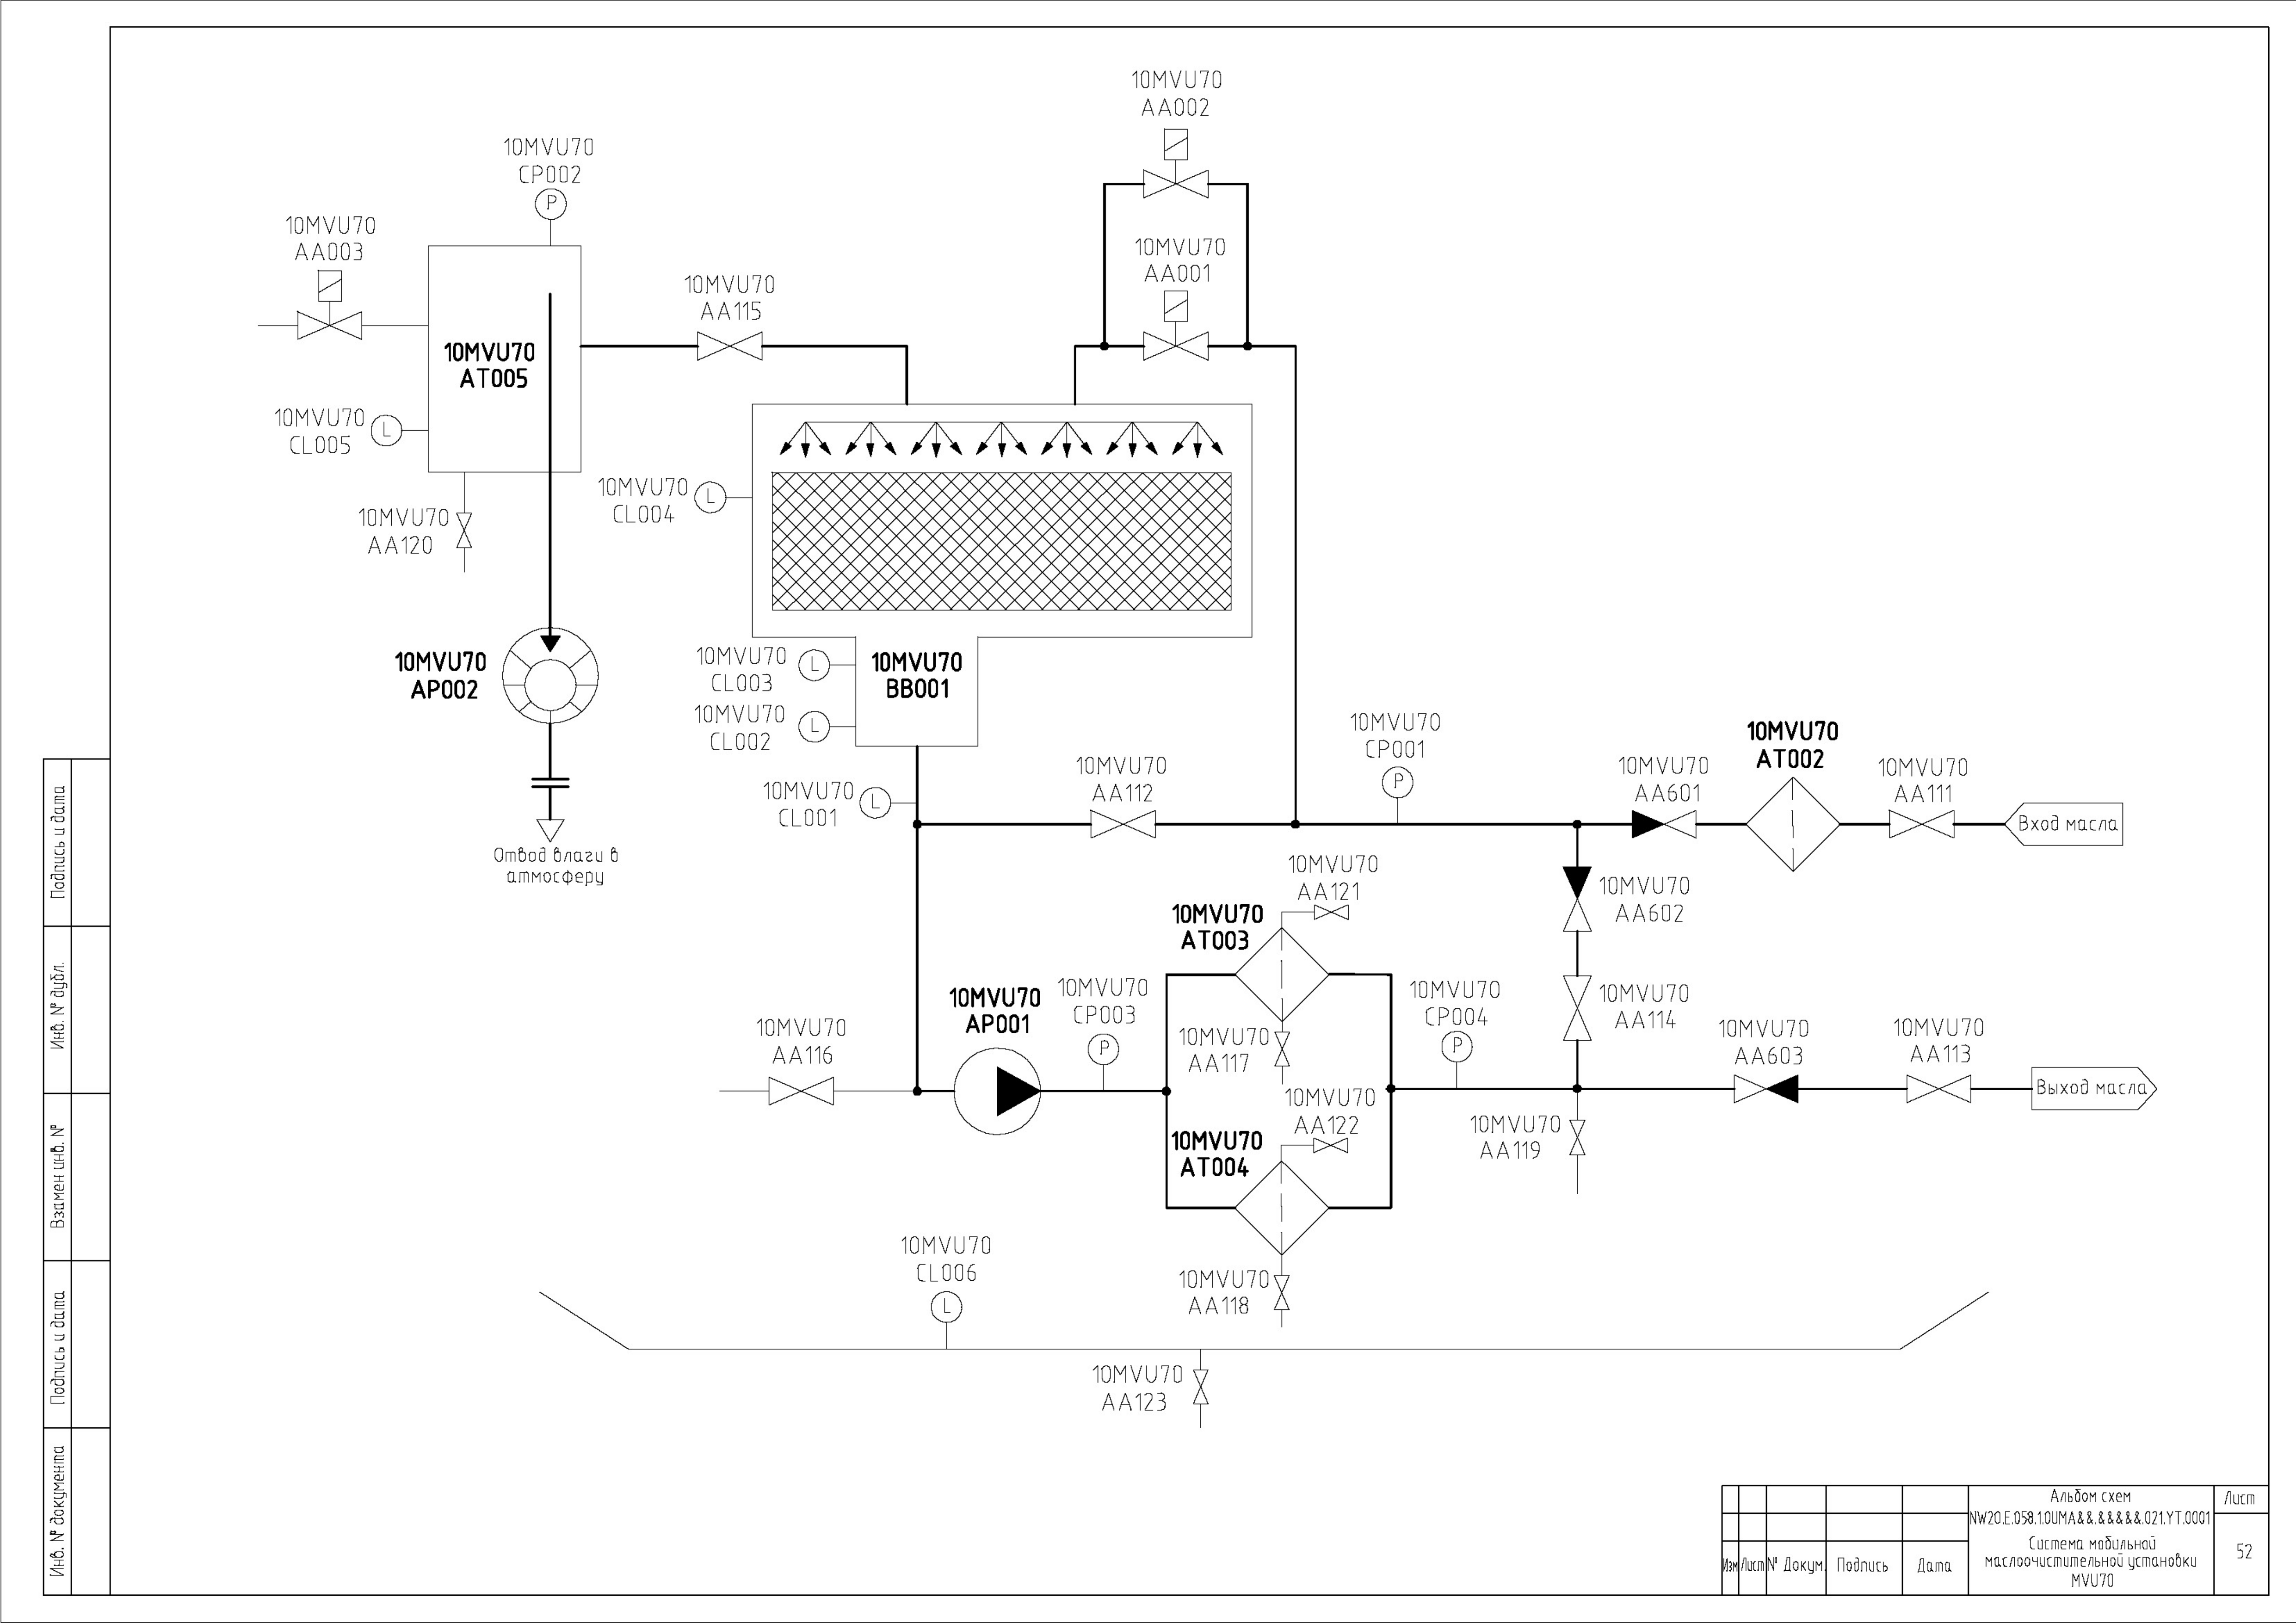 10MVU70
AA002
10MVU70
CP002
P
10MVU70
AA003
10MVU70
AA001
10MVU70
AA115
10MVU70
AT005
10MVU70
CL005
L
10MVU70
CL004
L
10MVU70
AA120
10MVU70
AP002
10MVU70
CL003
L
10MVU70
BB001
10MVU70
CL002
L
10MVU70
CL001
L
10MVU70
AA112
10MVU70
CP001
P
10MVU70
AA601
10MVU70
AT002
10MVU70
AA111
Вход масла
Отвод влаги в
атмосферу
10MVU70
AA121
10MVU70
AA602
10MVU70
AT003
10MVU70
AP001
10MVU70
CP003
P
10MVU70
CP004
P
10MVU70
AA114
10MVU70
AA116
10MVU70
AA117
10MVU70
AA603
10MVU70
AA113
Выход масла
10MVU70
AA122
10MVU70
AT004
10MVU70
AA119
10MVU70
CL006
L
10MVU70
AA118
10MVU70
AA123
Подпись и дата
Инв. № дубл.
Взамен инв. №
Подпись и дата
Инв. № документа
Альбом схем
NW2O.E.058.1.0UMA&&.&&&&&.021.YT.0001
Система мобильной
маслоочистительной установки
MVU70
Лист
52
Изм Лист № Докум. Подпись Дата